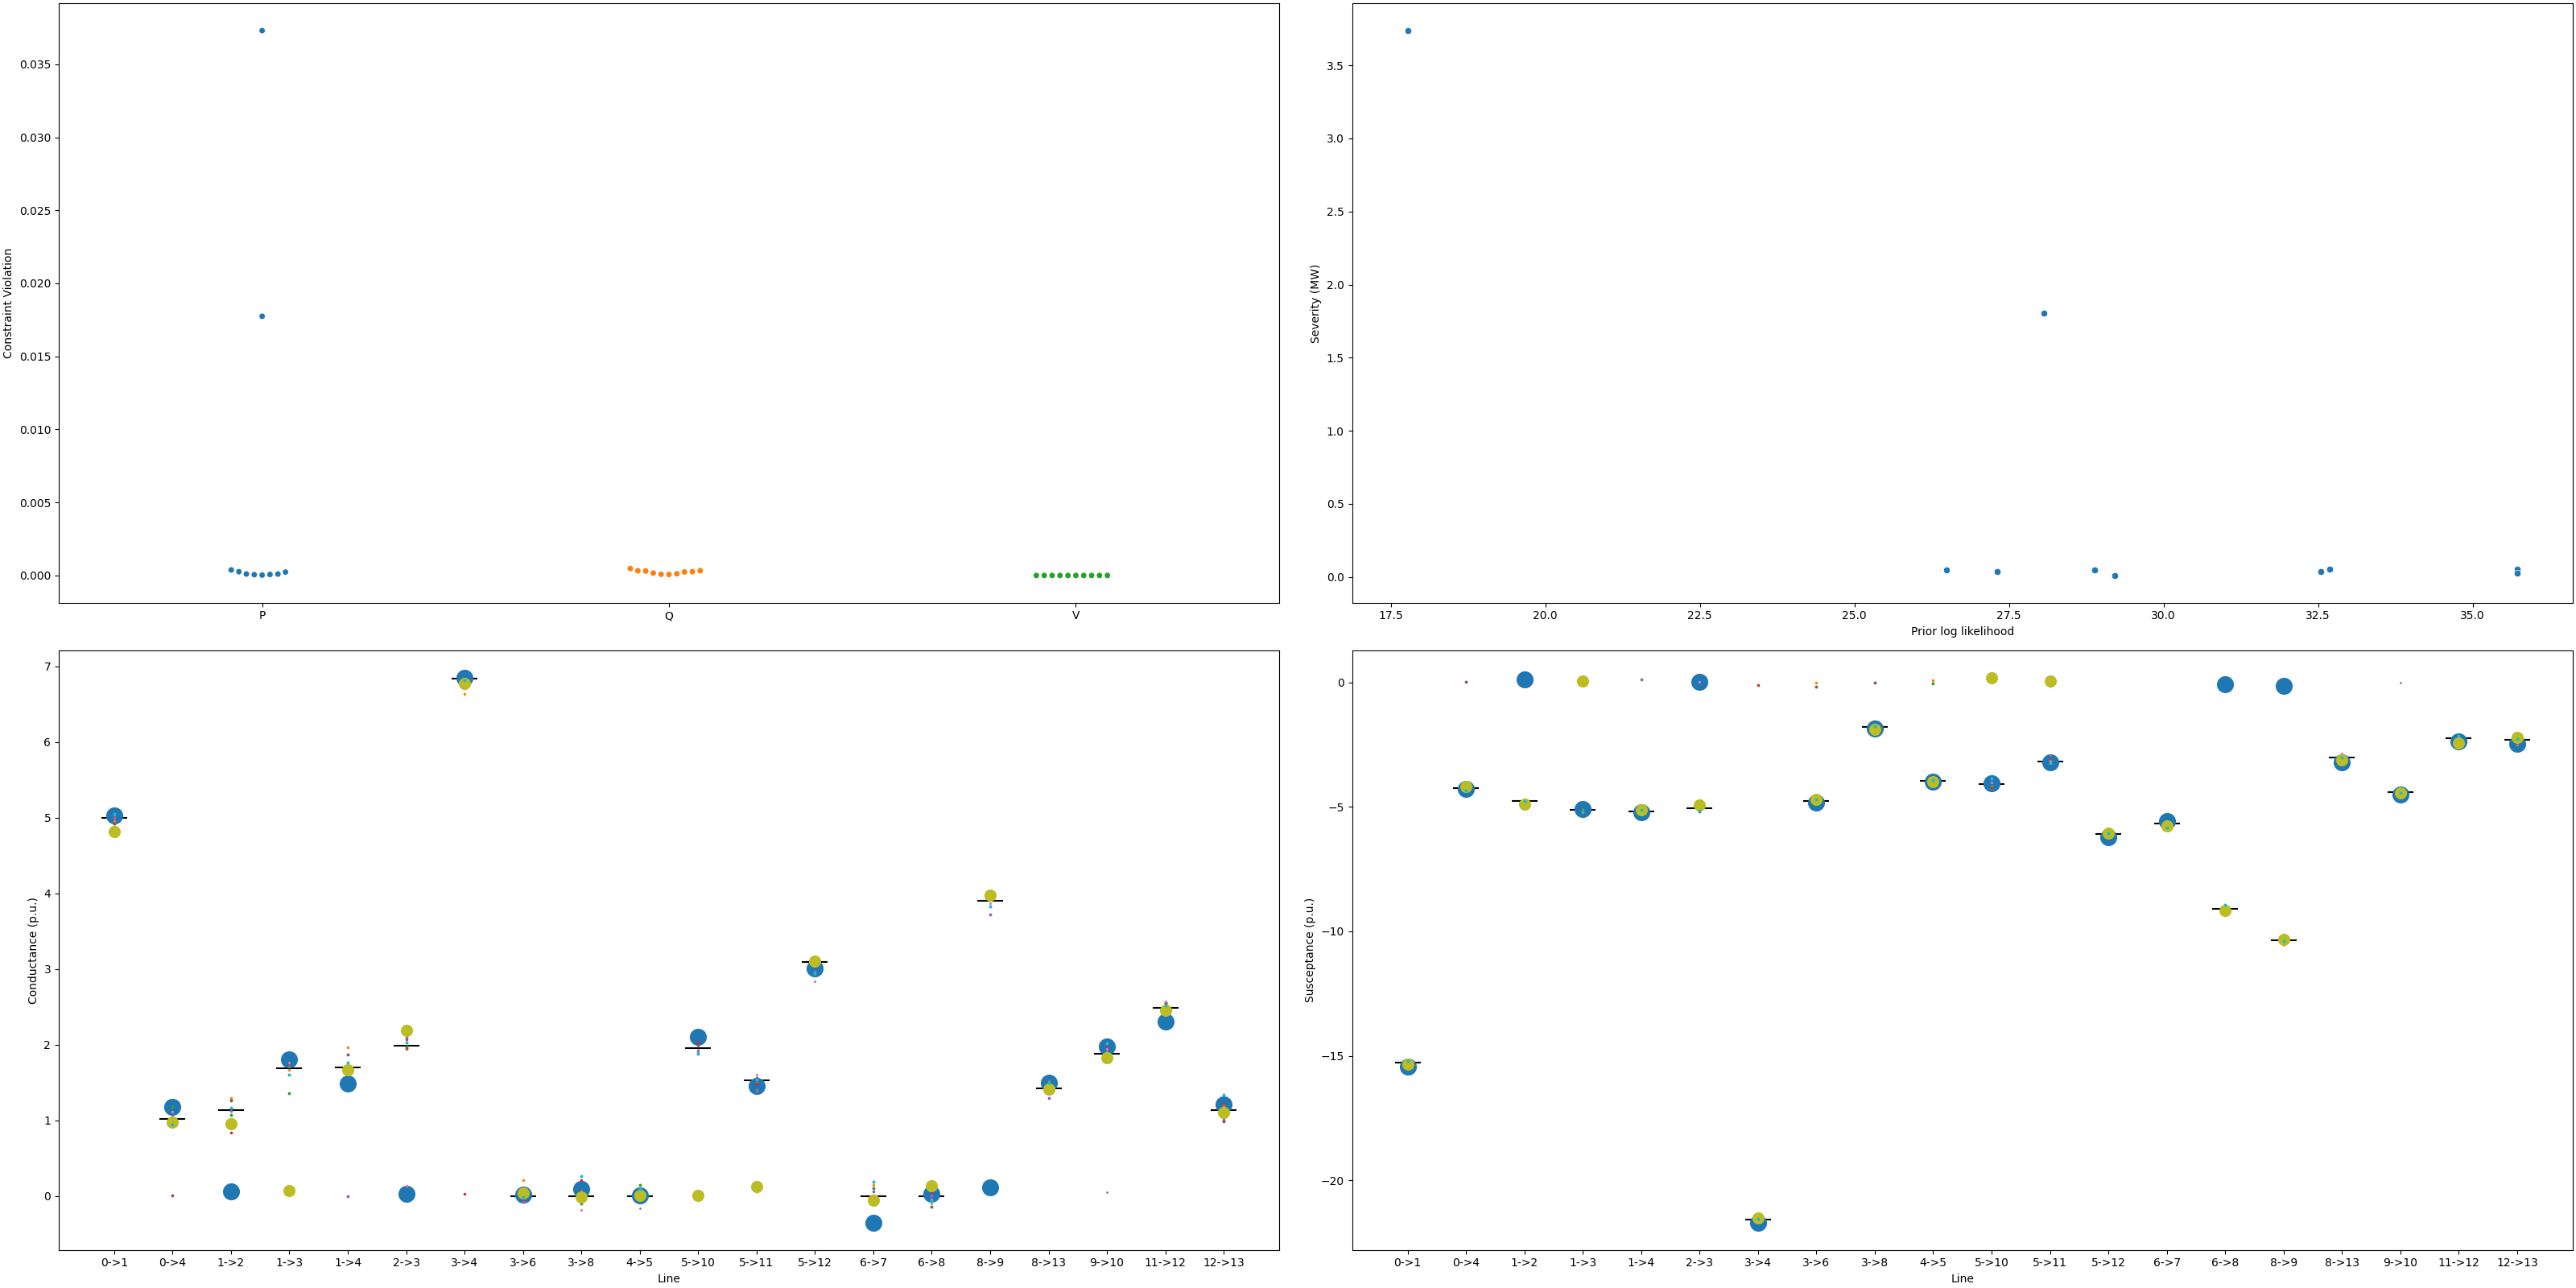 Constraint Violation
0.035
0.030
0.025
0.020
0.015
0.010
0.005
0.000
P Q V
Severity (MW)
3.5
3.0
2.5
2.0
1.5
1.0
0.5
0.0
17.5 20.0 22.5 25.0 27.5 30.0 32.5 35.0
Prior log likelihood
Conductance (p.u.)
7
6
5
4
3
2
1
0
0->1 0->4 1->2 1->3 1->4 2->3 3->4 3->6 3->8 4->5 5->10 5->11 5->12 6->7 6->8 8->9 8->13 9->10 11->12 12->13
Line
Susceptance (p.u.)
0
−5
−10
−15
−20
0->1 0->4 1->2 1->3 1->4 2->3 3->4 3->6 3->8 4->5 5->10 5->11 5->12 6->7 6->8 8->9 8->13 9->10 11->12 12->13
Line